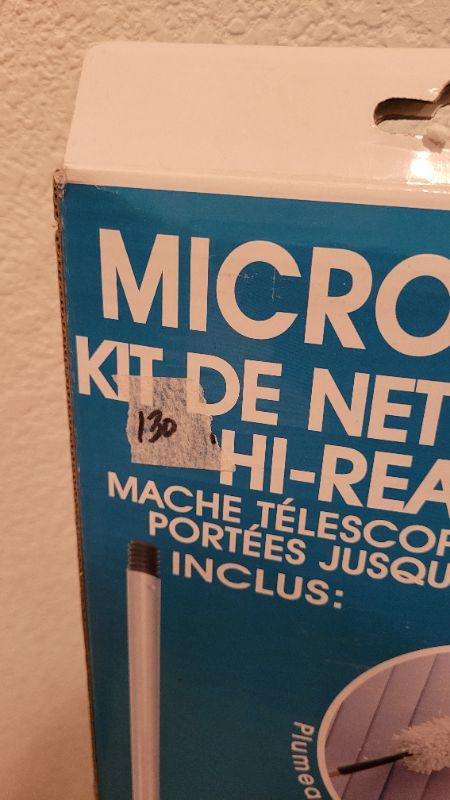 MICRO
KIT DE NET
130
HI-REA
MACHE TÉLESCOP
PORTÉES JUSQU
INCLUS:
Plumea